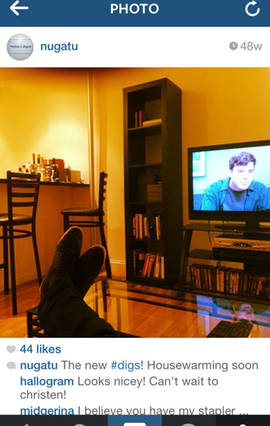 PHOTO
nugatu
48w
44 likes
nugatu The new #digs! Housewarming soon
hallogram Looks nicey! Can't wait to
christen!
midgerina I believe you have my stapler ...